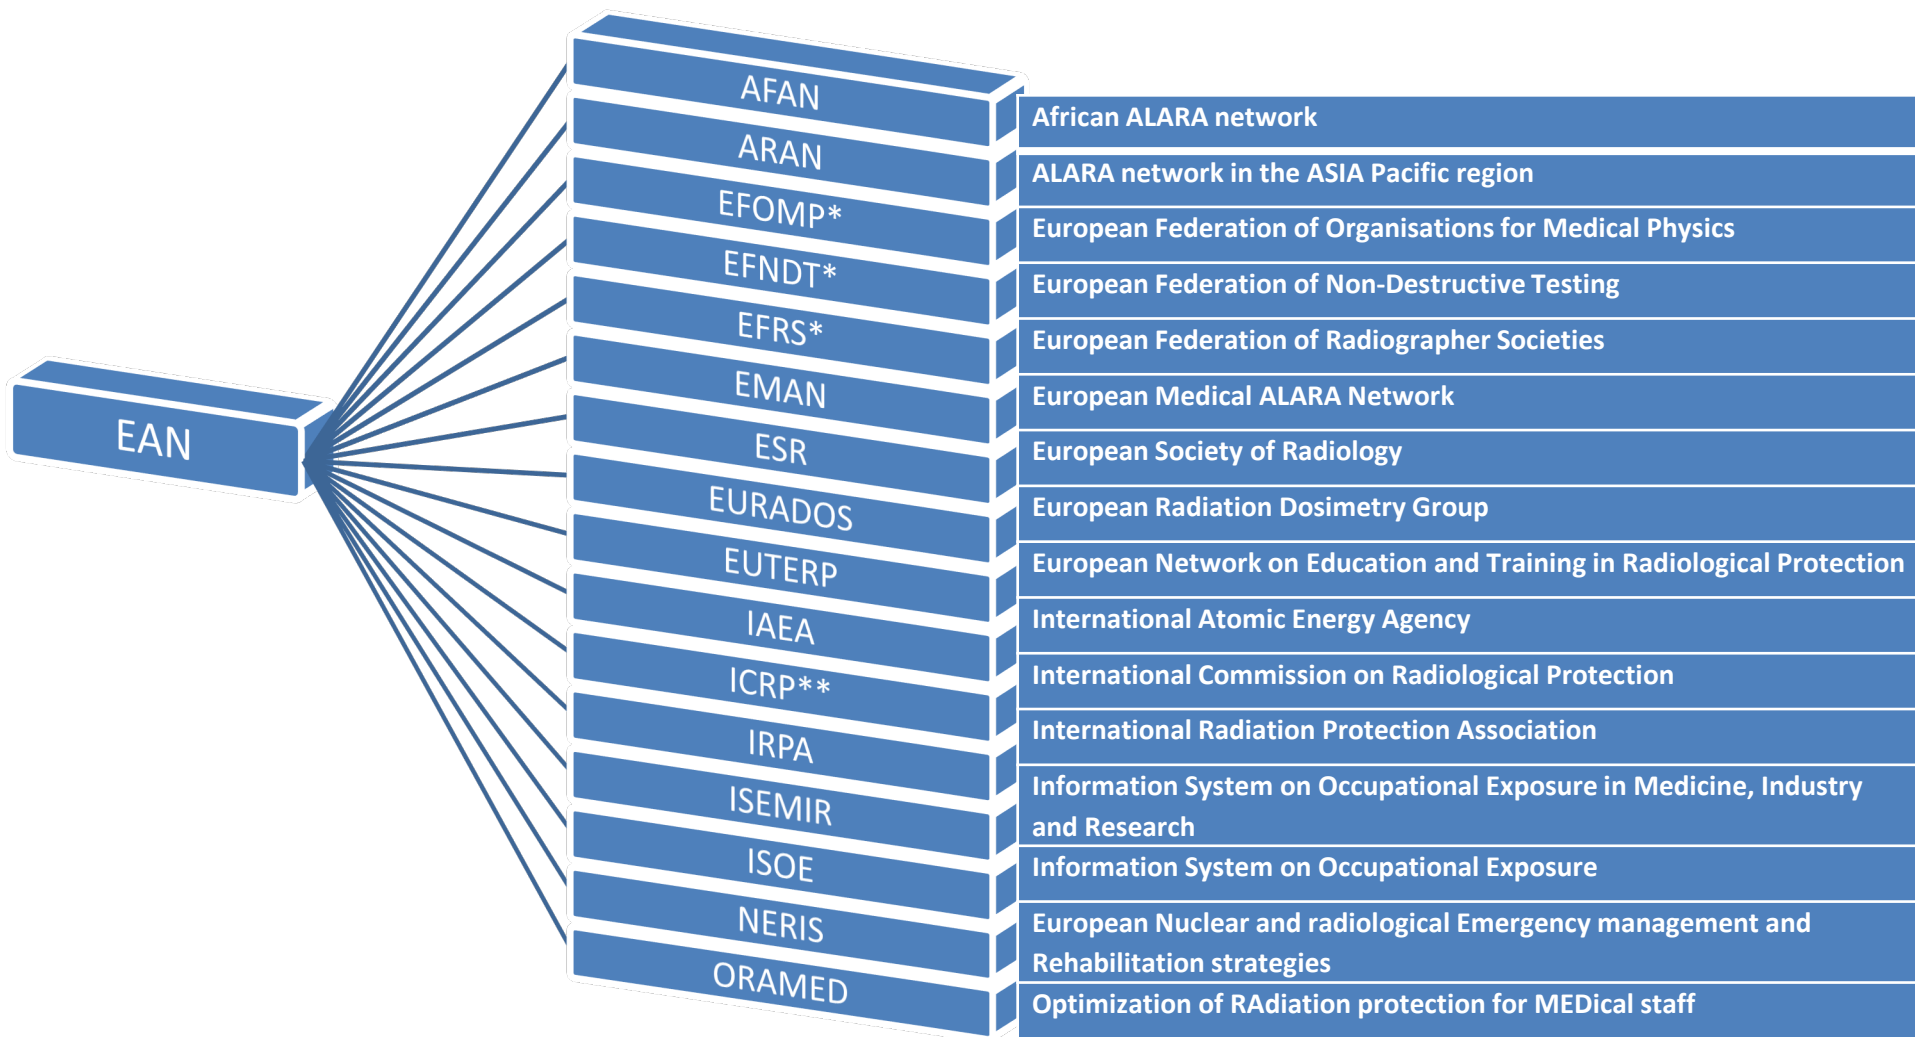 EAN
AFAN
African ALARA network
ARAN
ALARA network in the ASIA Pacific region
EFOMP*
European Federation of Organisations for Medical Physics
EFNDT*
European Federation of Non-Destructive Testing
EFRS*
European Federation of Radiographer Societies
EMAN
European Medical ALARA Network
ESR
European Society of Radiology
EURADOS
European Radiation Dosimetry Group
EUTERP
European Network on Education and Training in Radiological Protection
IAEA
International Atomic Energy Agency
ICRP**
International Commission on Radiological Protection
IRPA
International Radiation Protection Association
ISEMIR
Information System on Occupational Exposure in Medicine, Industry
and Research
ISOE
Information System on Occupational Exposure
NERIS
European Nuclear and radiological Emergency management and
Rehabilitation strategies
ORAMED
Optimization of RAdiation protection for MEDical staff